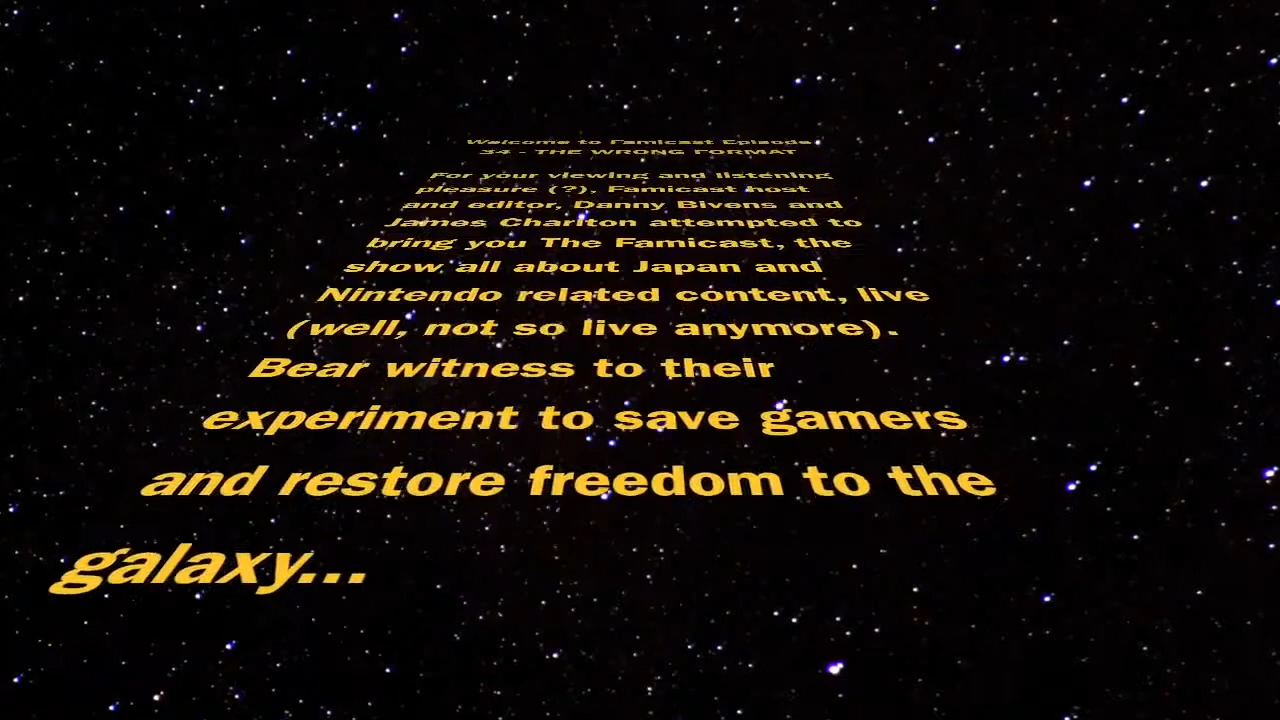 Welcome to Famicast Episode
34 - THE WRONG FORMAT
For your viewing and listening
pleasure (?), Famicast host
and editor, Danny Bivens and
James Charlton attempted to
bring you The Famicast, the
show all about Japan and
Nintendo related content, live
(well, not so live anymore).
Bear witness to their
experiment to save gamers
and restore freedom to the
galaxy...